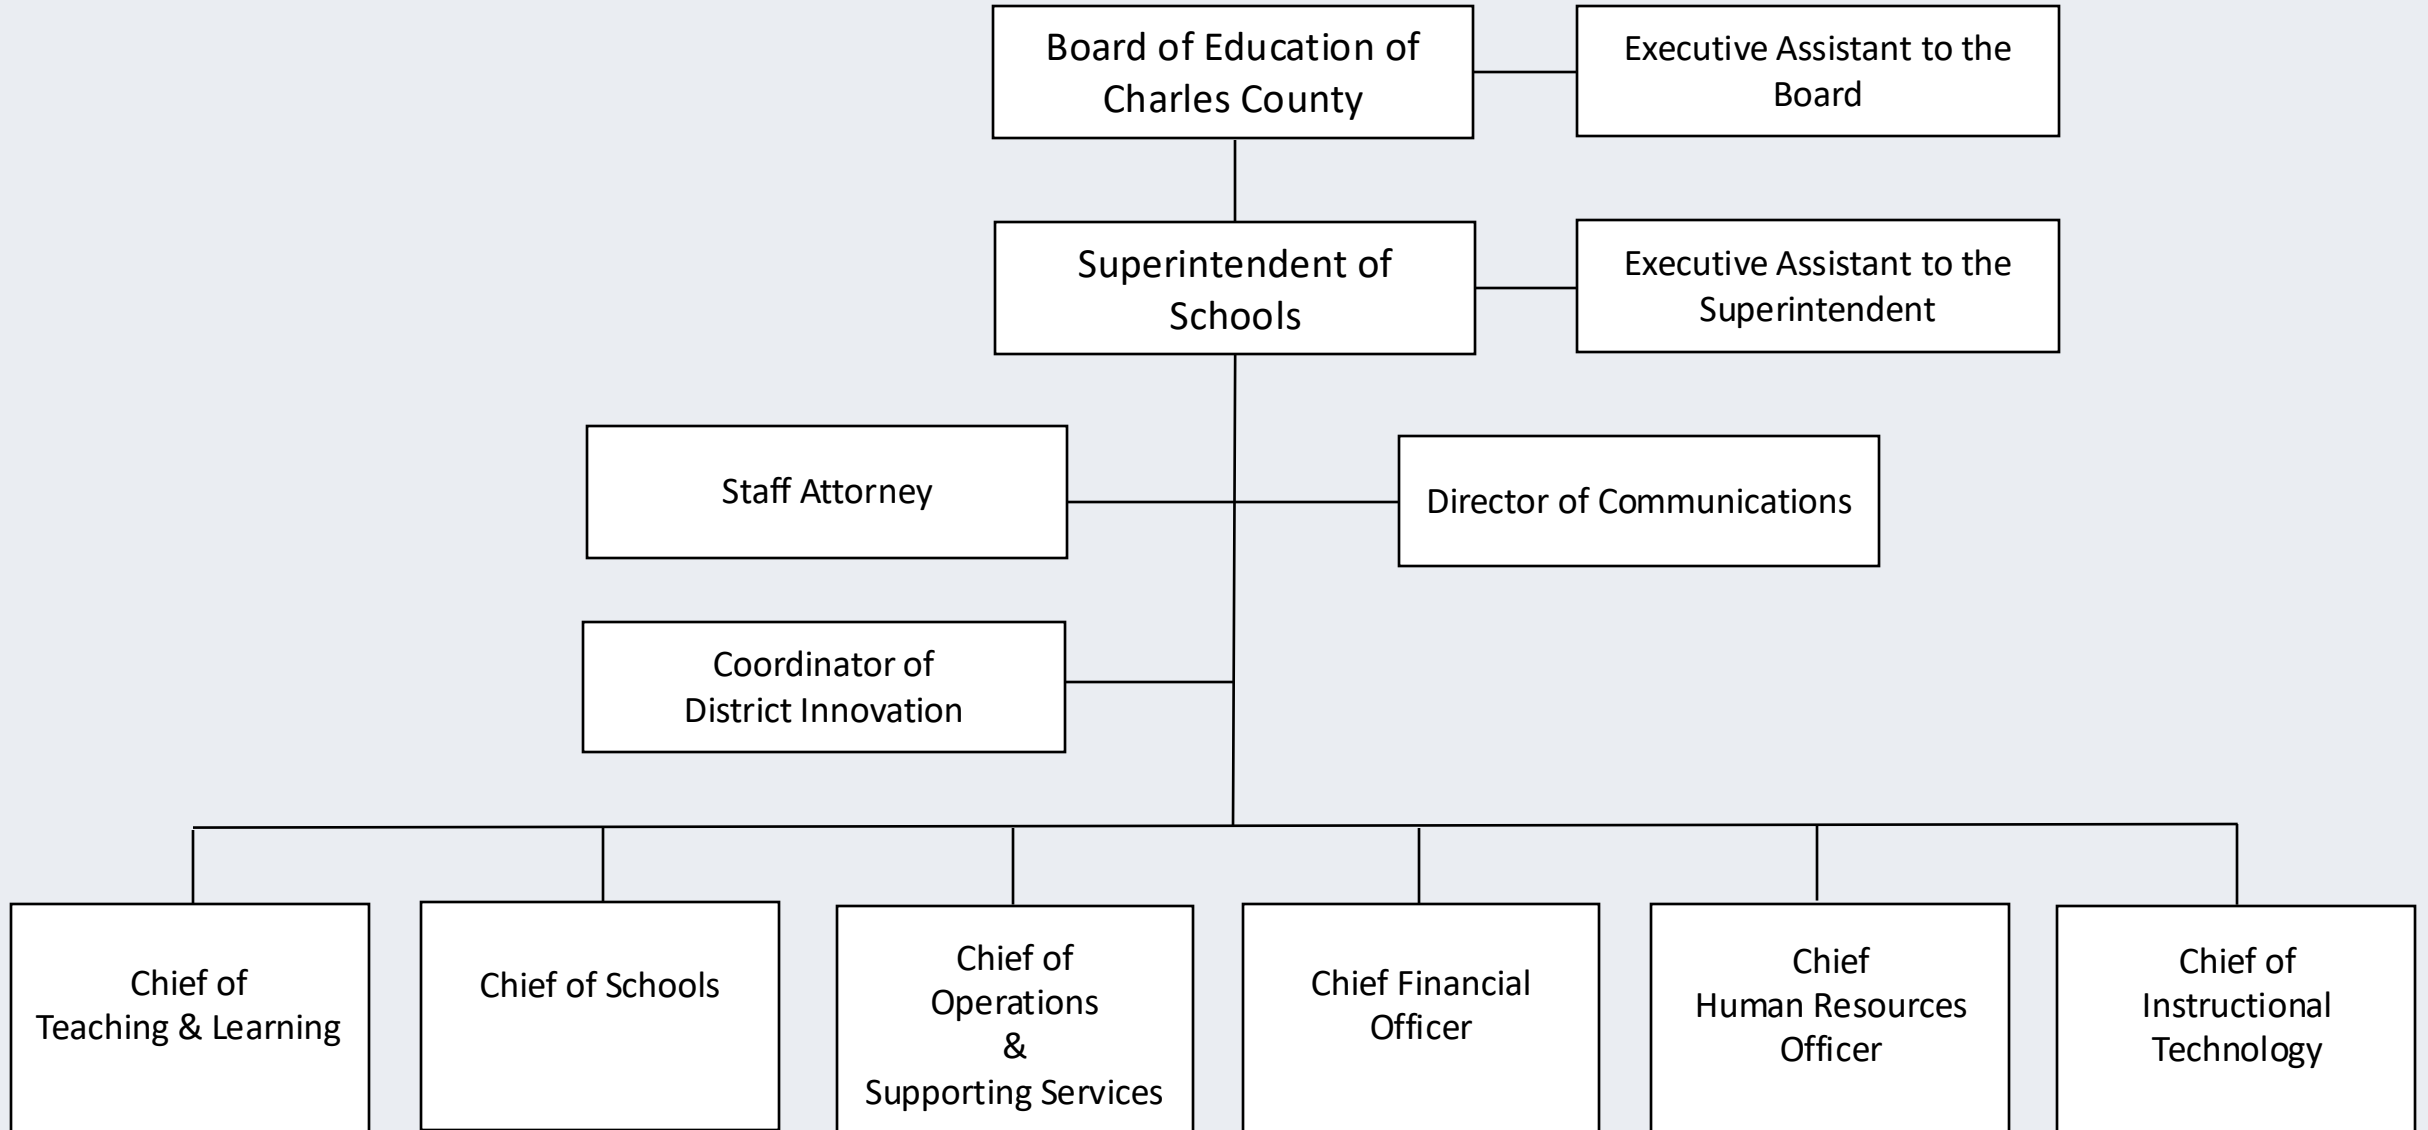 Board of Education of
Charles County
Executive Assistant to the
Board
Superintendent of
Schools
Executive Assistant to the
Superintendent
Staff Attorney
Director of Communications
Coordinator of
District Innovation
Chief of
Teaching & Learning
Chief of Schools
Chief of
Operations
&
Supporting Services
Chief Financial
Officer
Chief
Human Resources
Officer
Chief of
Instructional
Technology